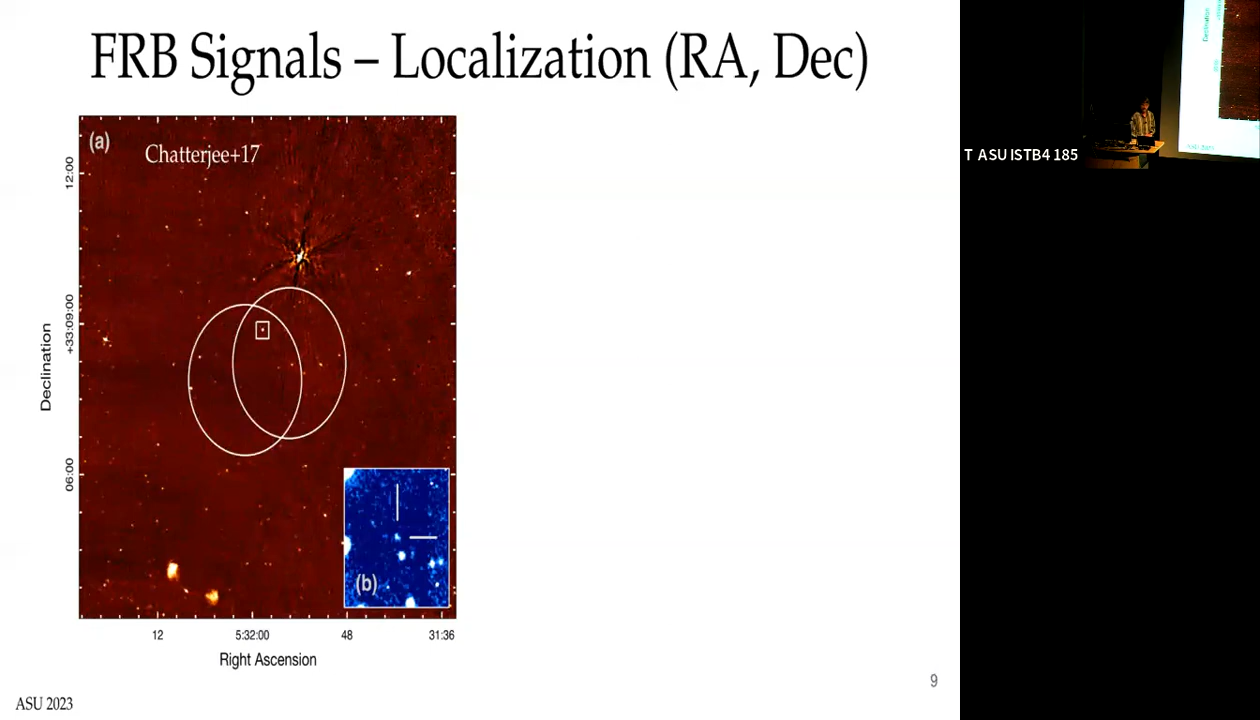 FRB Signals – Localization (RA, Dec)
(a)
Chatterjee+17
12:00
+33:09:00
06:00
Declination
(b)
12
5:32:00
48
31:36
Right Ascension
9
ASU 2023
T ASU ISTB4 185
Declination